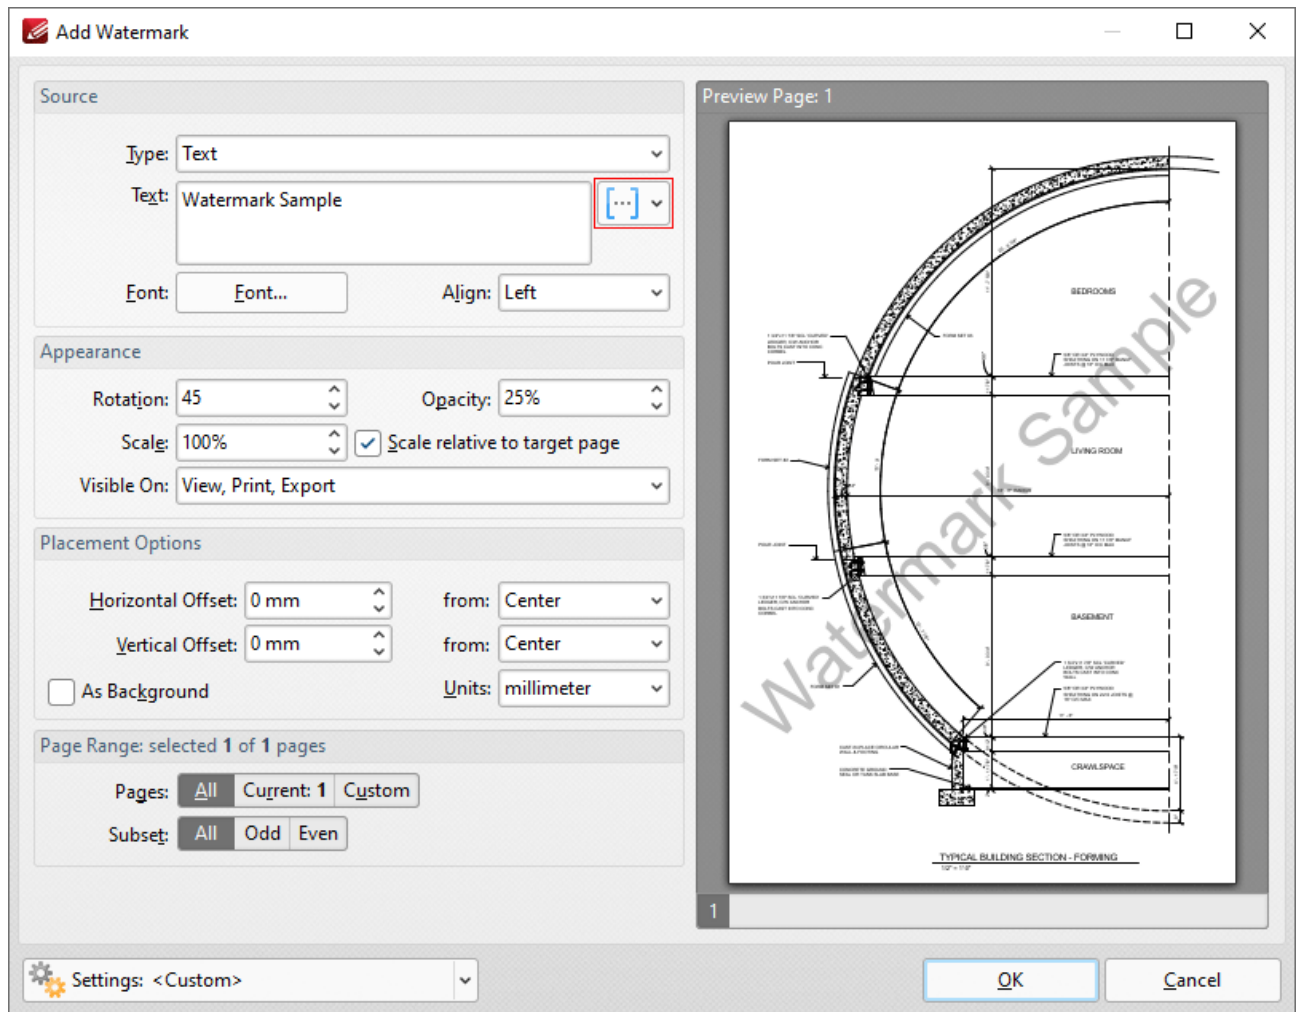 Add Watermark
Source
Type: Text
Text: Watermark Sample
Font: Font... Align: Left
Appearance
Rotation: 45 Opacity: 25%
Scale: 100% Scale relative to target page
Visible On: View, Print, Export
Placement Options
Horizontal Offset: 0 mm from: Center
Vertical Offset: 0 mm from: Center
As Background Units: millimeter
Page Range: selected 1 of 1 pages
Pages: All Current: 1 Custom
Subset: All Odd Even
Preview Page: 1
BEDROOMS
LIVING ROOM
BASEMENT
CRAWLSPACE
Watermark Sample
TYPICAL BUILDING SECTION - FORMING
1
Settings: <Custom>
OK Cancel